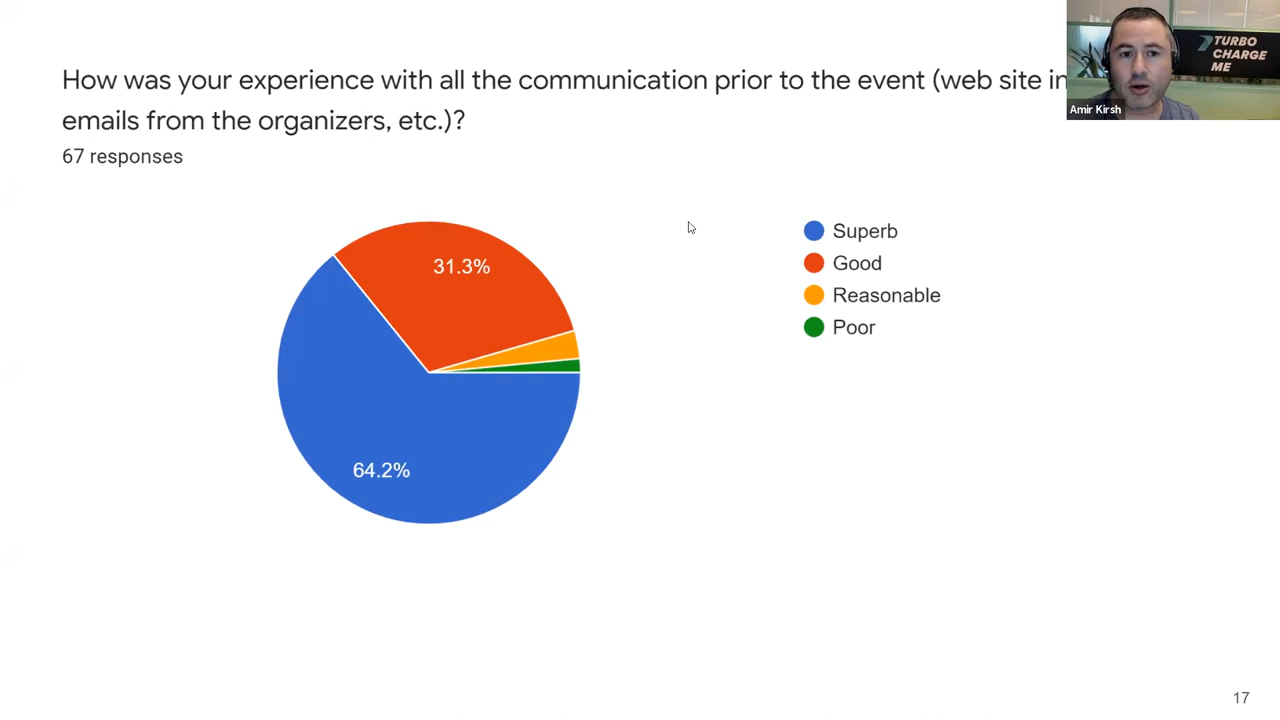 How was your experience with all the communication prior to the event (web site in
emails from the organizers, etc.)?
67 responses
TURBO
CHARGE
ME
Amir Kirsh
31.3%
64.2%
Superb
Good
Reasonable
Poor
17